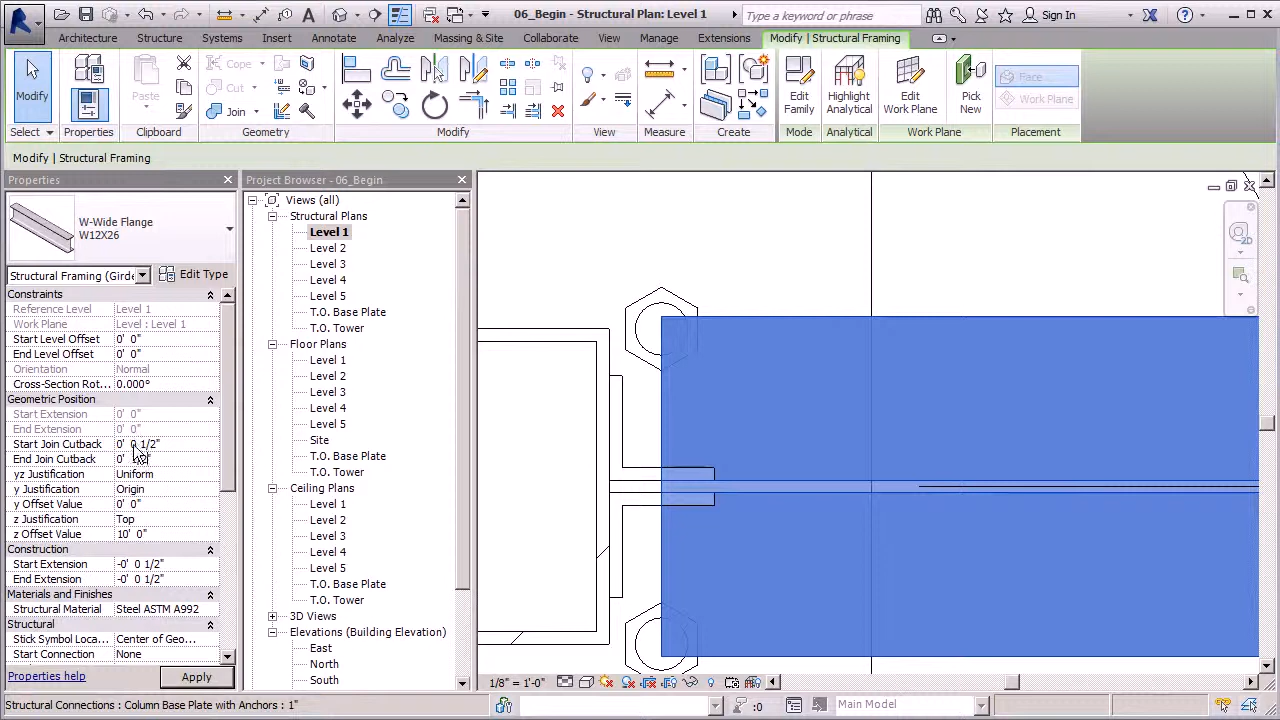 06_Begin - Structural Plan: Level 1
Type a keyword or phrase
Sign In
Architecture
Structure
Systems
Insert
Annotate
Analyze
Massing & Site
Collaborate
View
Manage
Extensions
Modify | Structural Framing
Modify
Paste
Cope
Cut
Join
Edit Family
Highlight Analytical
Edit Work Plane
Pick New
Face
Work Plane
Select
Properties
Clipboard
Geometry
Modify
View
Measure
Create
Mode
Analytical
Work Plane
Placement
Modify | Structural Framing
Properties
W-Wide Flange
W12X26
Structural Framing (Girde
Edit Type
Constraints
Reference Level Level 1
Work Plane Level : Level 1
Start Level Offset 0' 0"
End Level Offset 0' 0"
Orientation Normal
Cross-Section Rot... 0.000°
Geometric Position
Start Extension 0' 0"
End Extension 0' 0"
Start Join Cutback 0' 0 1/2"
End Join Cutback 0'
yz Justification Uniform
y Justification Origin
y Offset Value 0' 0"
z Justification Top
z Offset Value 10' 0"
Construction
Start Extension -0' 0 1/2"
End Extension -0' 0 1/2"
Materials and Finishes
Structural Material Steel ASTM A992
Structural
Stick Symbol Loca... Center of Geo...
Start Connection None
Properties help
Apply
Project Browser - 06_Begin
Views (all)
Structural Plans
Level 1
Level 2
Level 3
Level 4
Level 5
T.O. Base Plate
T.O. Tower
Floor Plans
Level 1
Level 2
Level 3
Level 4
Level 5
Site
T.O. Base Plate
T.O. Tower
Ceiling Plans
Level 1
Level 2
Level 3
Level 4
Level 5
T.O. Base Plate
T.O. Tower
3D Views
Elevations (Building Elevation)
East
North
South
2D
1/8" = 1'-0"
Structural Connections : Column Base Plate with Anchors : 1"
:0
Main Model